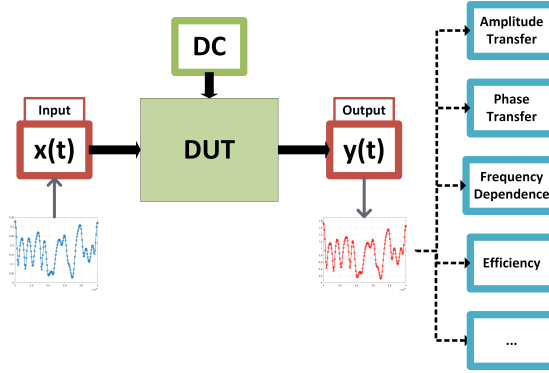 DC
Amplitude
Transfer
Input
Output
x(t)
DUT
y(t)
Phase
Transfer
Frequency
Dependence
Efficiency
...